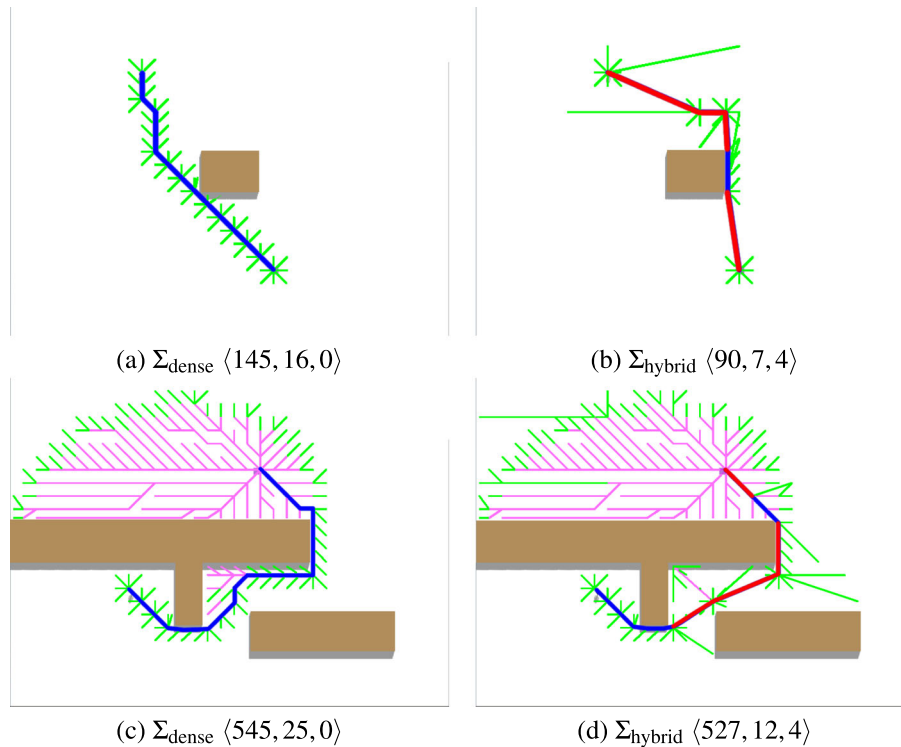 (a) Σdense ⟨145, 16, 0⟩
(b) Σhybrid ⟨90, 7, 4⟩
(c) Σdense ⟨545, 25, 0⟩
(d) Σhybrid ⟨527, 12, 4⟩